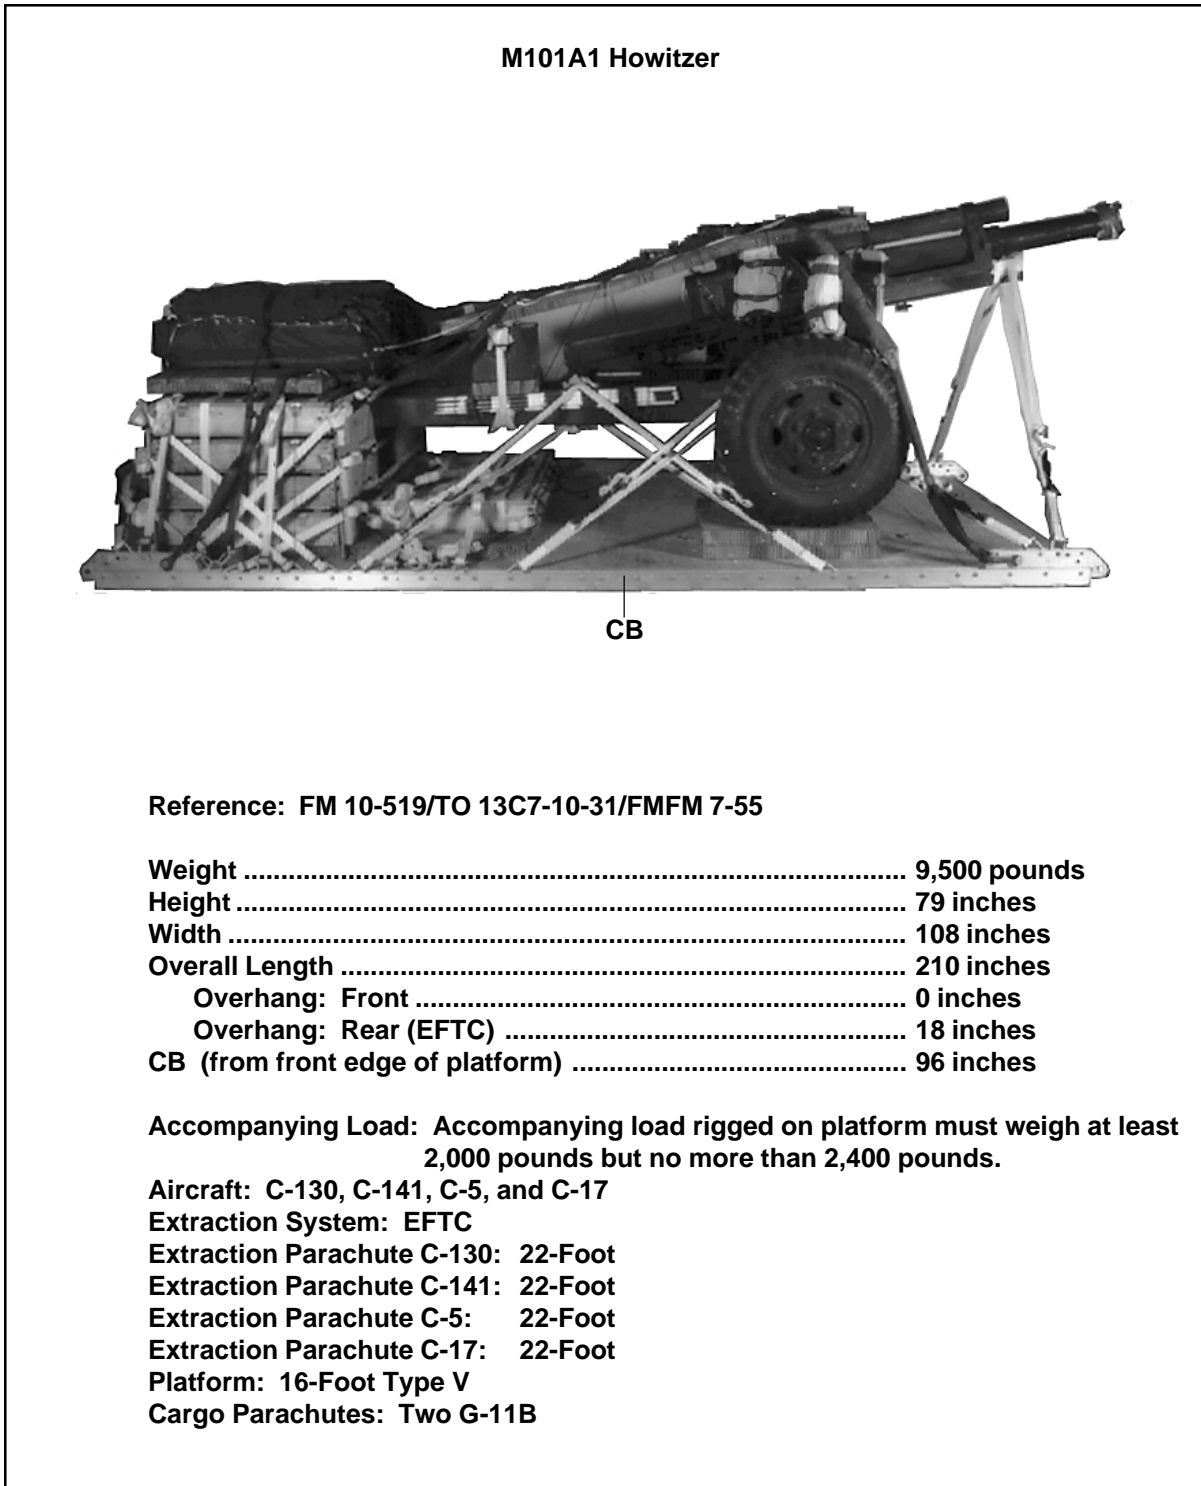 M101A1 Howitzer
CB
Reference: FM 10-519/TO 13C7-10-31/FMFM 7-55
Weight ........................................................................................ 9,500 pounds
Height ......................................................................................... 79 inches
Width .......................................................................................... 108 inches
Overall Length ........................................................................... 210 inches
Overhang: Front ................................................................. 0 inches
Overhang: Rear (EFTC) ..................................................... 18 inches
CB (from front edge of platform) ............................................ 96 inches
Accompanying Load: Accompanying load rigged on platform must weigh at least
2,000 pounds but no more than 2,400 pounds.
Aircraft: C-130, C-141, C-5, and C-17
Extraction System: EFTC
Extraction Parachute C-130: 22-Foot
Extraction Parachute C-141: 22-Foot
Extraction Parachute C-5: 22-Foot
Extraction Parachute C-17: 22-Foot
Platform: 16-Foot Type V
Cargo Parachutes: Two G-11B